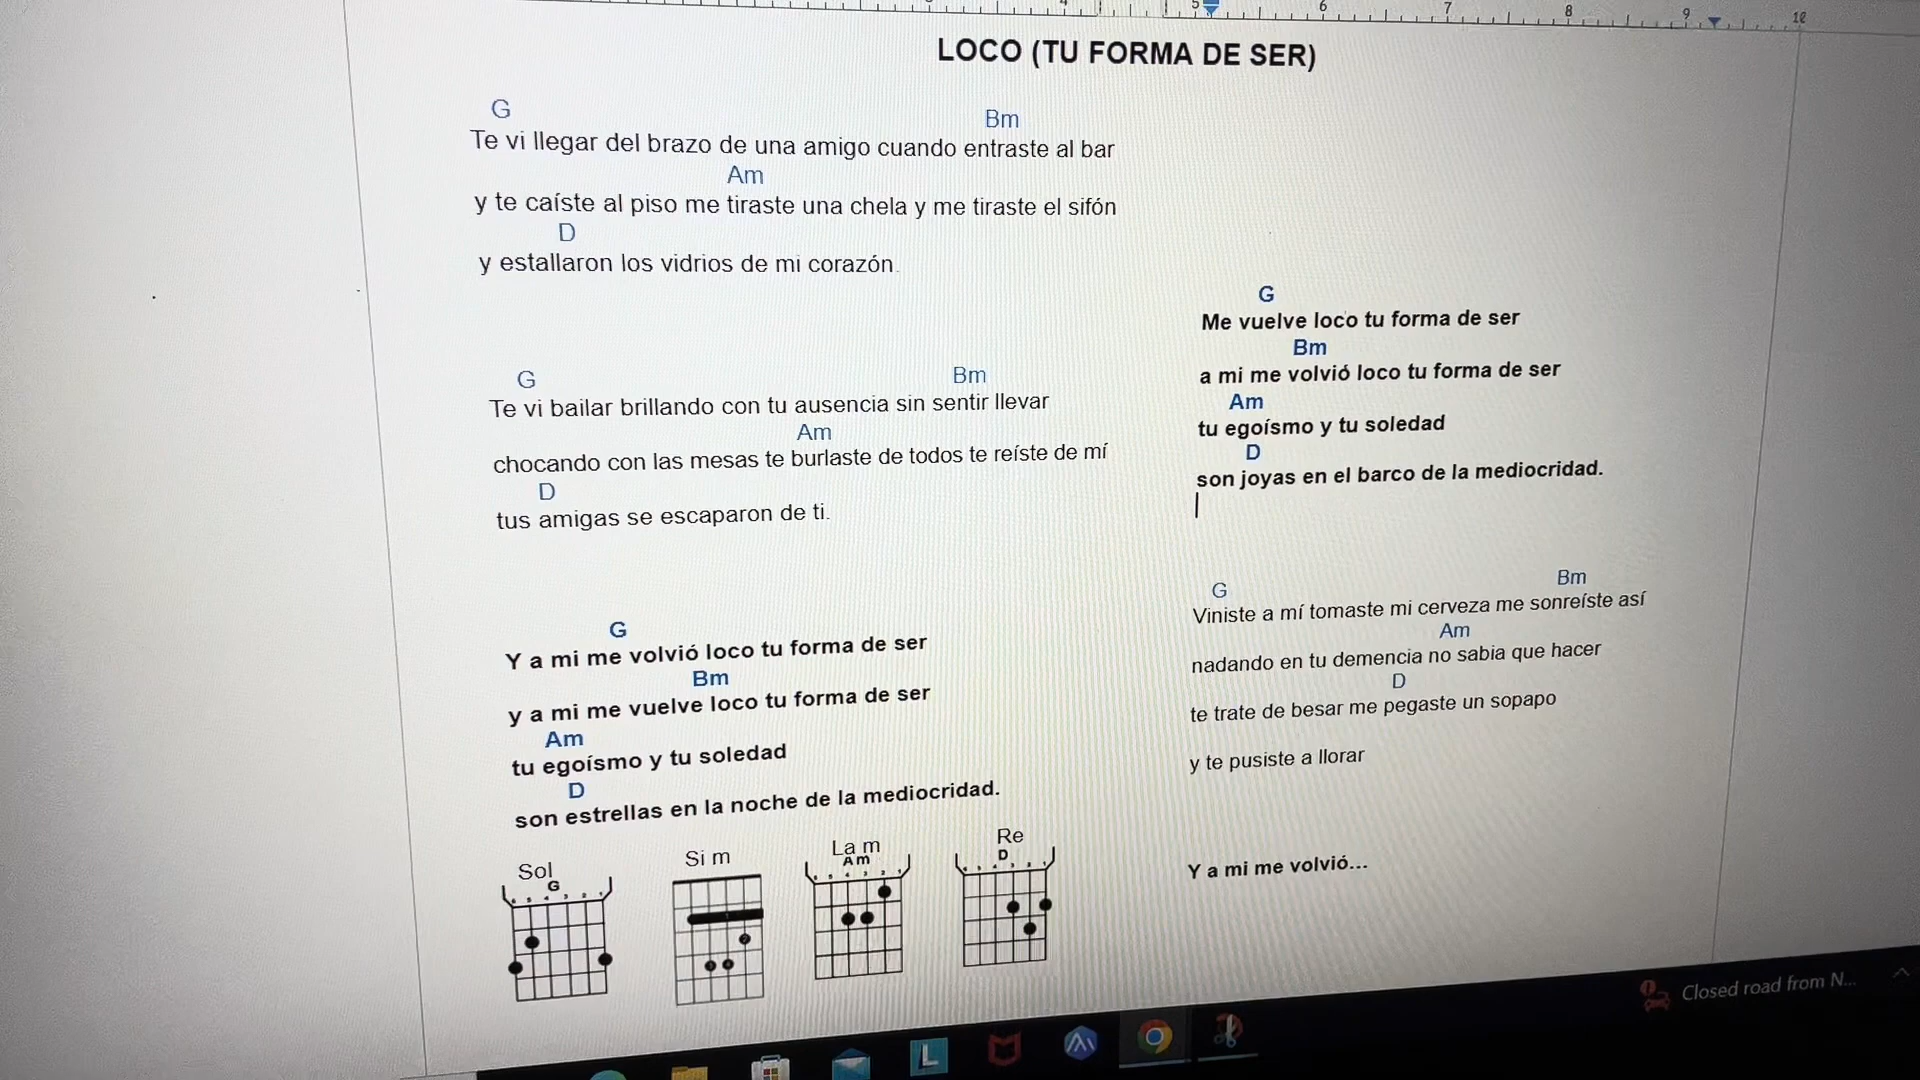 5 6 7 8 9 10
LOCO (TU FORMA DE SER)
G Bm
Te vi llegar del brazo de una amigo cuando entraste al bar
Am
y te caíste al piso me tiraste una chela y me tiraste el sifón
D
y estallaron los vidrios de mi corazón.
G Bm
Te vi bailar brillando con tu ausencia sin sentir llevar
Am
chocando con las mesas te burlaste de todos te reíste de mí
D
tus amigas se escaparon de ti.
G
Y a mi me volvió loco tu forma de ser
Bm
y a mi me vuelve loco tu forma de ser
Am
tu egoísmo y tu soledad
D
son estrellas en la noche de la mediocridad.
Sol Si m La m Re
G Am D
G
Me vuelve loco tu forma de ser
Bm
a mi me volvió loco tu forma de ser
Am
tu egoísmo y tu soledad
D
son joyas en el barco de la mediocridad.
G Bm
Viniste a mí tomaste mi cerveza me sonreíste así
Am
nadando en tu demencia no sabia que hacer
D
te trate de besar me pegaste un sopapo
y te pusiste a llorar
Y a mi me volvió...
Closed road from N...
L